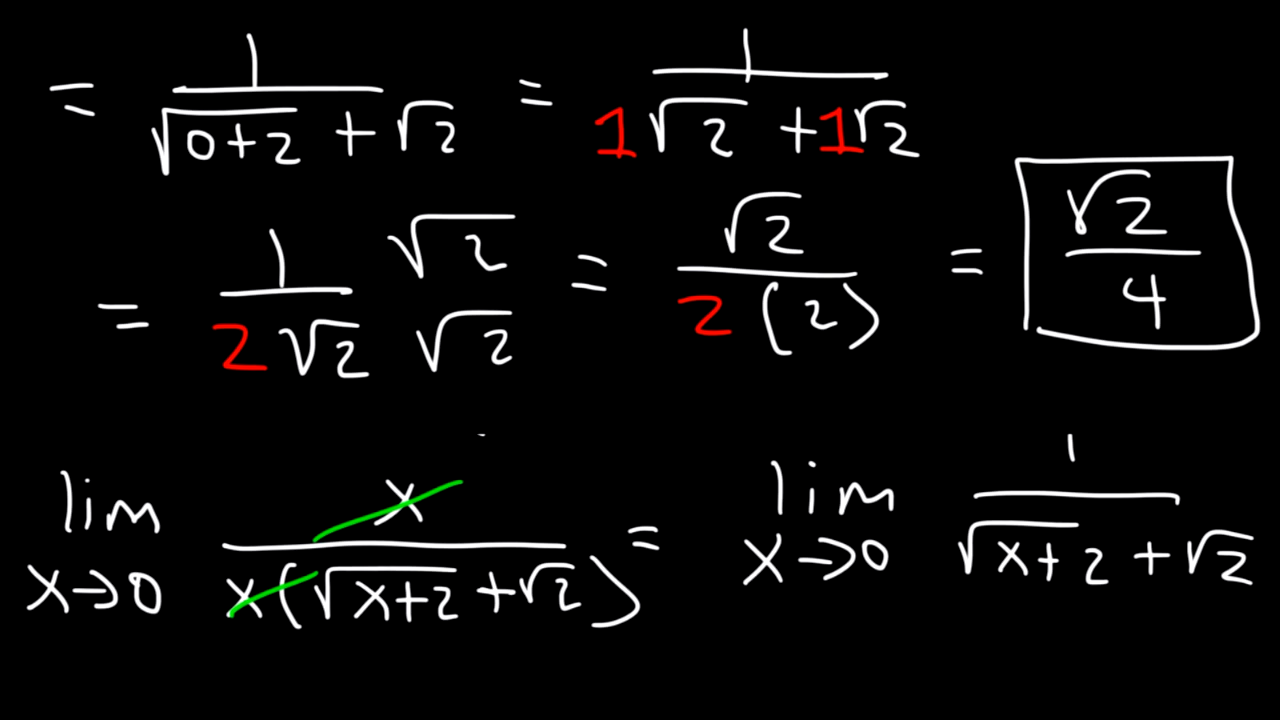 = 1/(√(0+2) + √2) = 1/(1√2 + 1√2)
= 1/(2√2) √2/√2 = √2/(2(2)) = √2/4
lim x→0 x/(x(√(x+2) + √2)) = lim x→0 1/(√(x+2) + √2)